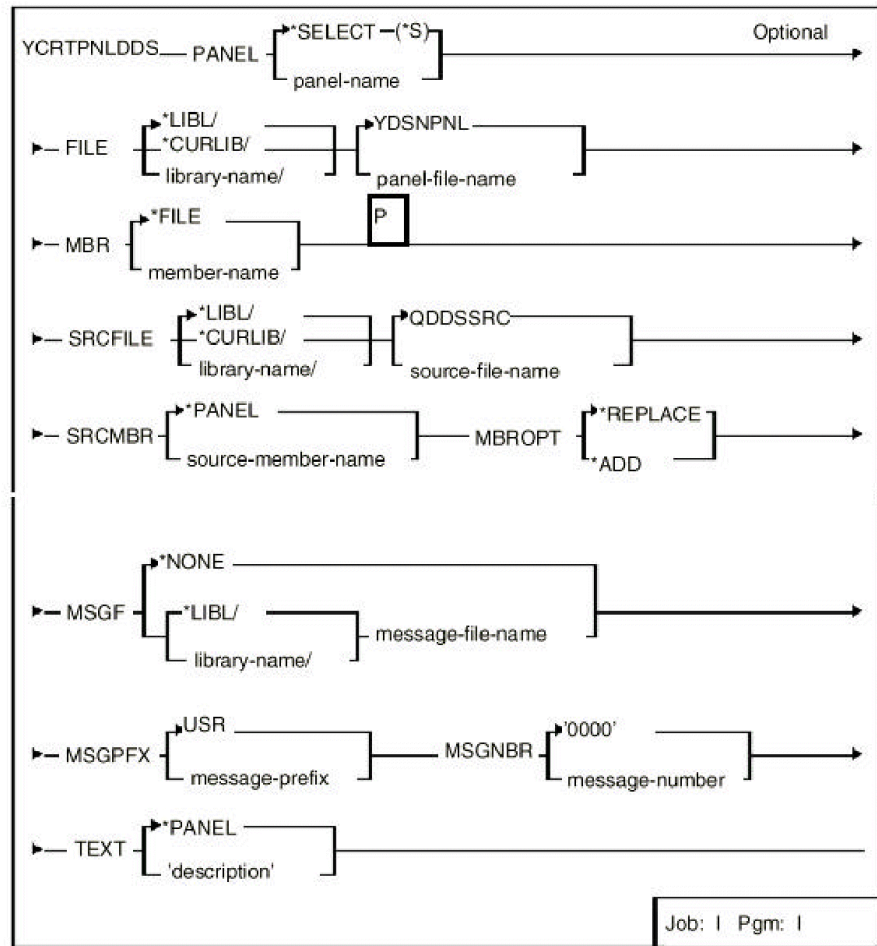 *SELECT (*S)
YCRTPNLDDS PANEL Optional
panel-name
*LIBL/ YDSNPNL
FILE *CURLIB/
library-name/ panel-file-name
P
*FILE
MBR
member-name
*LIBL/ QDDSSRC
SRCFILE *CURLIB/
library-name/ source-file-name
*PANEL *REPLACE
SRCMBR MBROPT
source-member-name *ADD
*NONE
MSGF *LIBL/ message-file-name
library-name/
USR '0000'
MSGPFX MSGNBR
message-prefix message-number
*PANEL
TEXT
'description'
Job: I Pgm: I